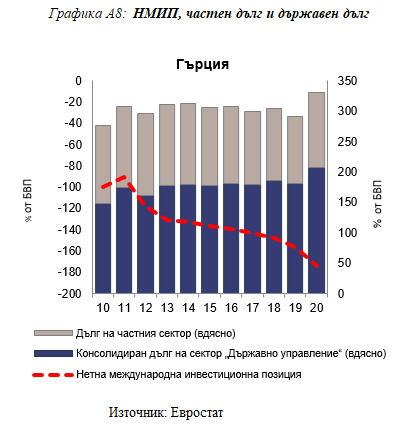 Графика А8: НМИП, частен дълг и държавен дълг
Гърция
0
-20
-40
-60
-80
-100
-120
-140
-160
-180
-200
% от БВП
350
300
250
200
150
100
50
0
% от БВП
10 11 12 13 14 15 16 17 18 19 20
Дълг на частния сектор (вдясно)
Консолидиран дълг на сектор „Държавно управление“ (вдясно)
Нетна международна инвестиционна позиция
Източник: Евростат